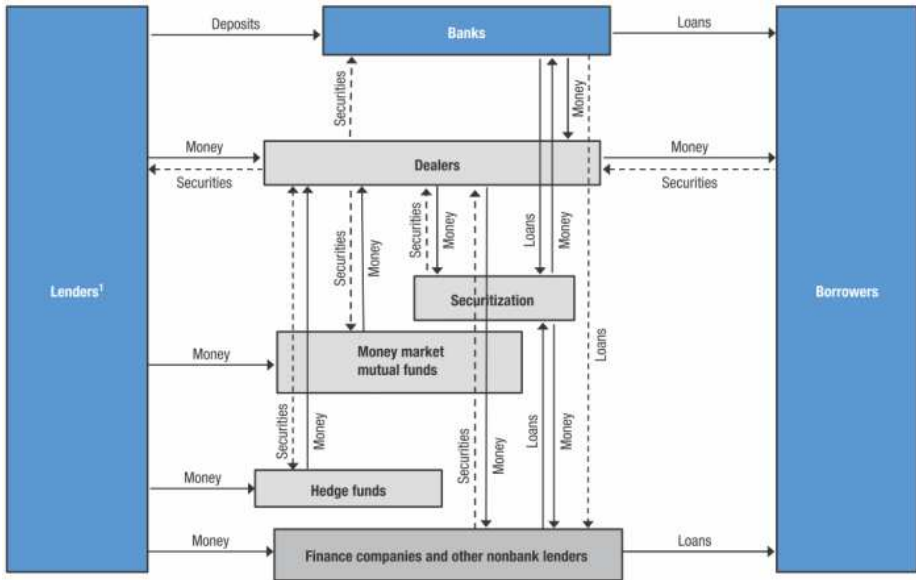 Deposits
Banks
Loans
Securities
Money
Money
Securities
Dealers
Money
Securities
Securities
Money
Securities
Money
Loans
Money
Lenders¹
Securitization
Borrowers
Money
Money market
mutual funds
Loans
Securities
Money
Securities
Money
Loans
Money
Money
Hedge funds
Money
Finance companies and other nonbank lenders
Loans